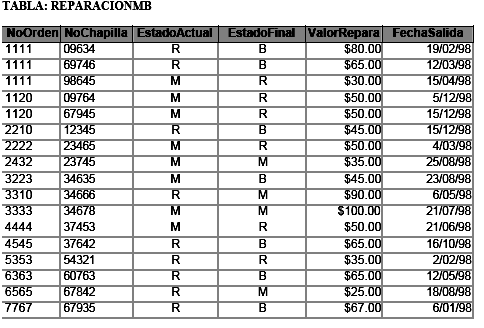 TABLA: REPARACIONMB
NoOrden NoChapilla EstadoActual EstadoFinal ValorRepara FechaSalida
1111 09634 R B $80.00 19/02/98
1111 69746 R B $65.00 12/03/98
1111 98645 M R $30.00 15/04/98
1120 09764 M R $50.00 5/12/98
1120 67945 M R $50.00 15/12/98
2210 12345 R B $45.00 15/12/98
2222 23465 M R $50.00 4/03/98
2432 23745 M M $35.00 25/08/98
3223 34635 M B $45.00 23/08/98
3310 34666 R M $90.00 6/05/98
3333 34678 M M $100.00 21/07/98
4444 37453 M R $50.00 21/06/98
4545 37642 R B $65.00 16/10/98
5353 54321 R R $35.00 2/02/98
6363 60763 R B $65.00 12/05/98
6565 67842 R M $25.00 18/08/98
7767 67935 R B $67.00 6/01/98